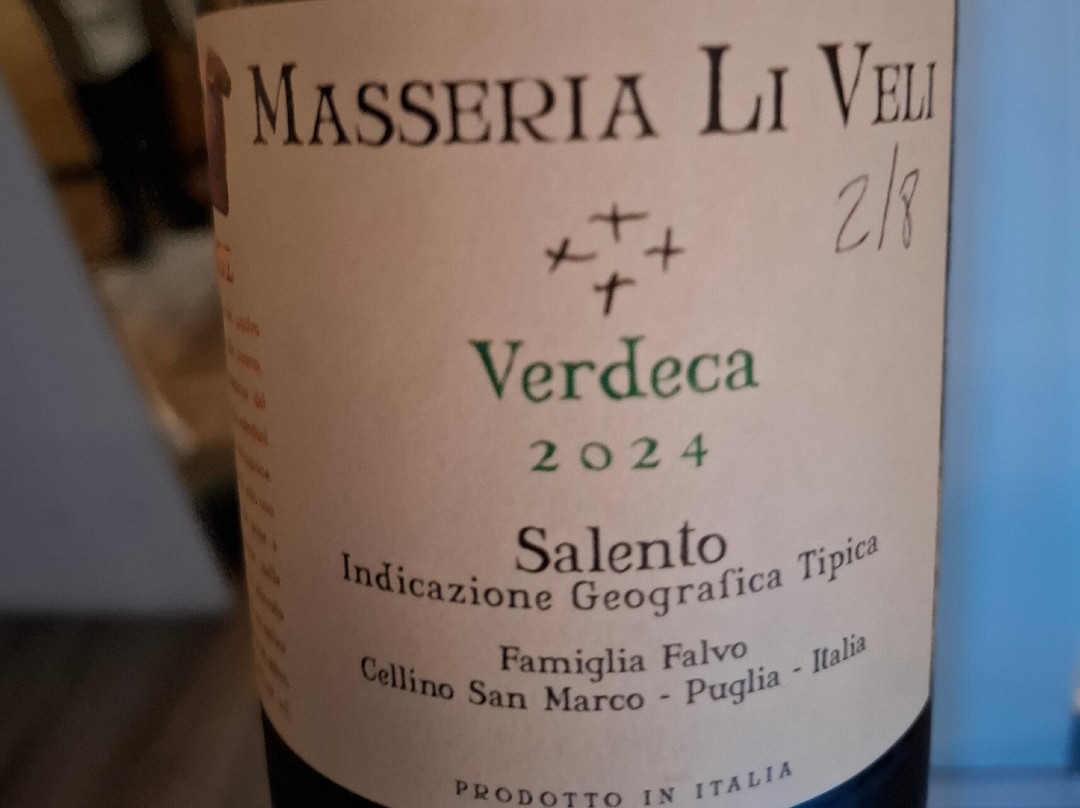 MASSERIA LI VELI
2/8
Verdeca
2024
Salento
Indicazione Geografica Tipica
Famiglia Falvo
Cellino San Marco - Puglia - Italia
PRODOTTO IN ITALIA